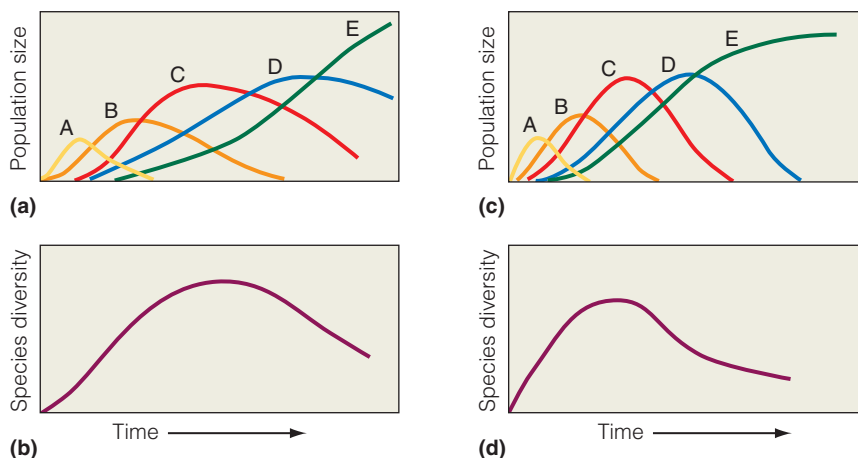 Population size
A
B
C
D
E
(a)
Species diversity
Time
(b)
Population size
A
B
C
D
E
(c)
Species diversity
Time
(d)